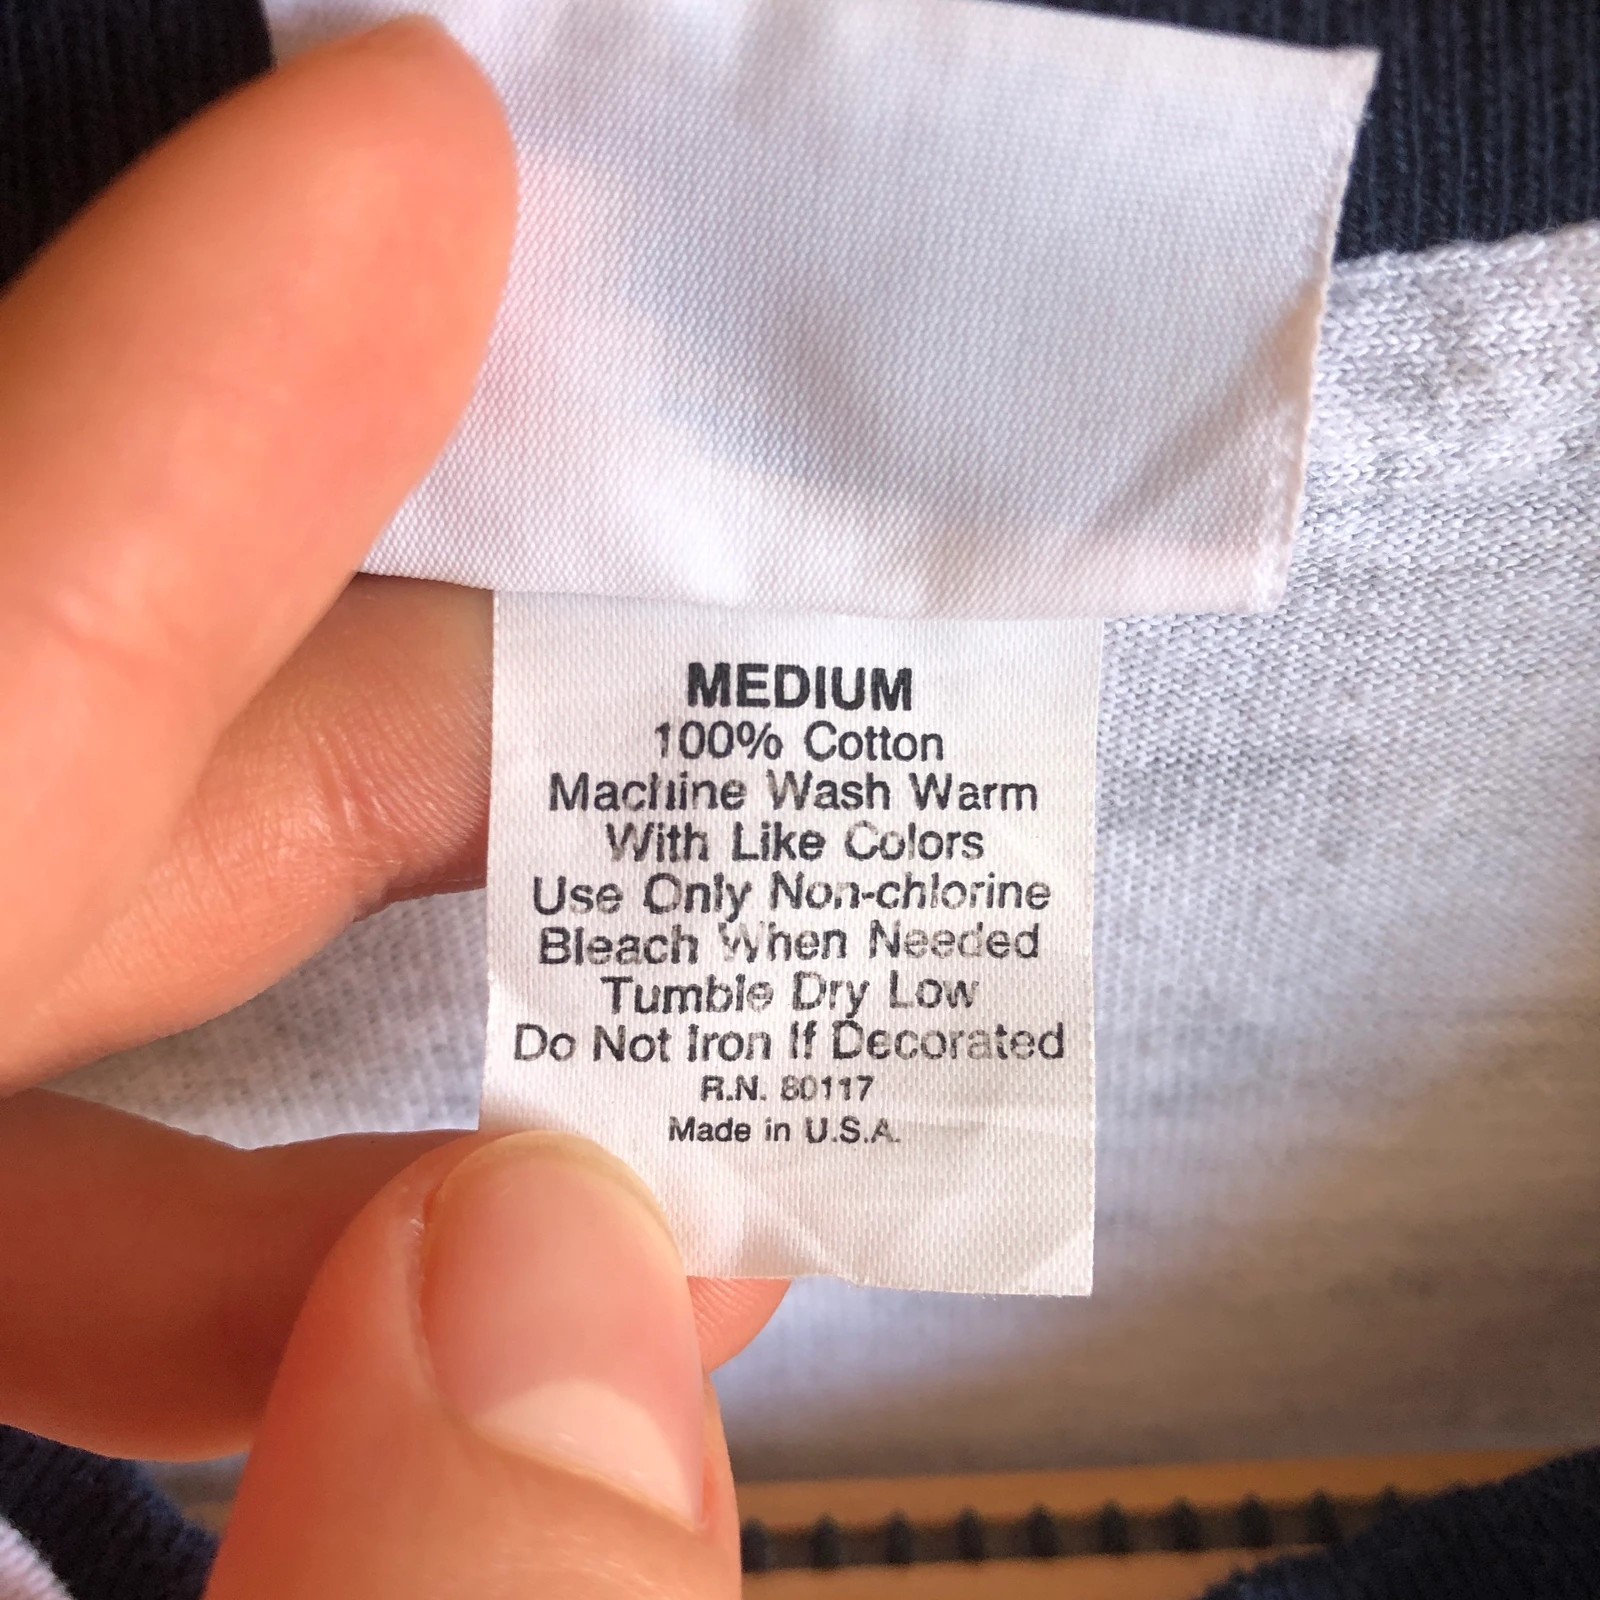 MEDIUM
100% Cotton
Machine Wash Warm
With Like Colors
Use Only Non-chlorine
Bleach When Needed
Tumble Dry Low
Do Not Iron If Decorated
R.N. 80117
Made in U.S.A.